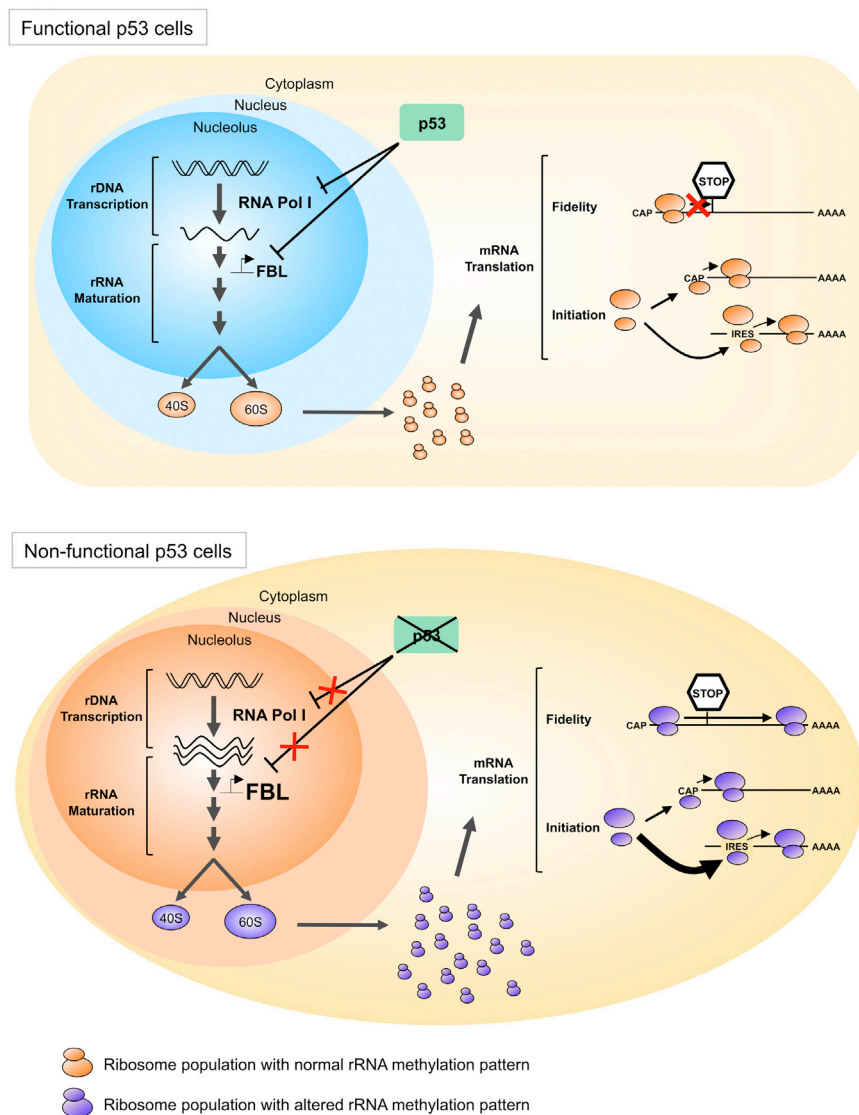 Functional p53 cells
Cytoplasm
Nucleus
Nucleolus
p53
rDNA
Transcription
RNA Pol I
rRNA
Maturation
FBL
40S
60S
mRNA
Translation
Fidelity
STOP
CAP
AAAA
Initiation
CAP
AAAA
IRES
AAAA
Non-functional p53 cells
Cytoplasm
Nucleus
Nucleolus
p53
rDNA
Transcription
RNA Pol I
rRNA
Maturation
FBL
40S
60S
mRNA
Translation
Fidelity
STOP
CAP
AAAA
Initiation
CAP
AAAA
IRES
AAAA
Ribosome population with normal rRNA methylation pattern
Ribosome population with altered rRNA methylation pattern